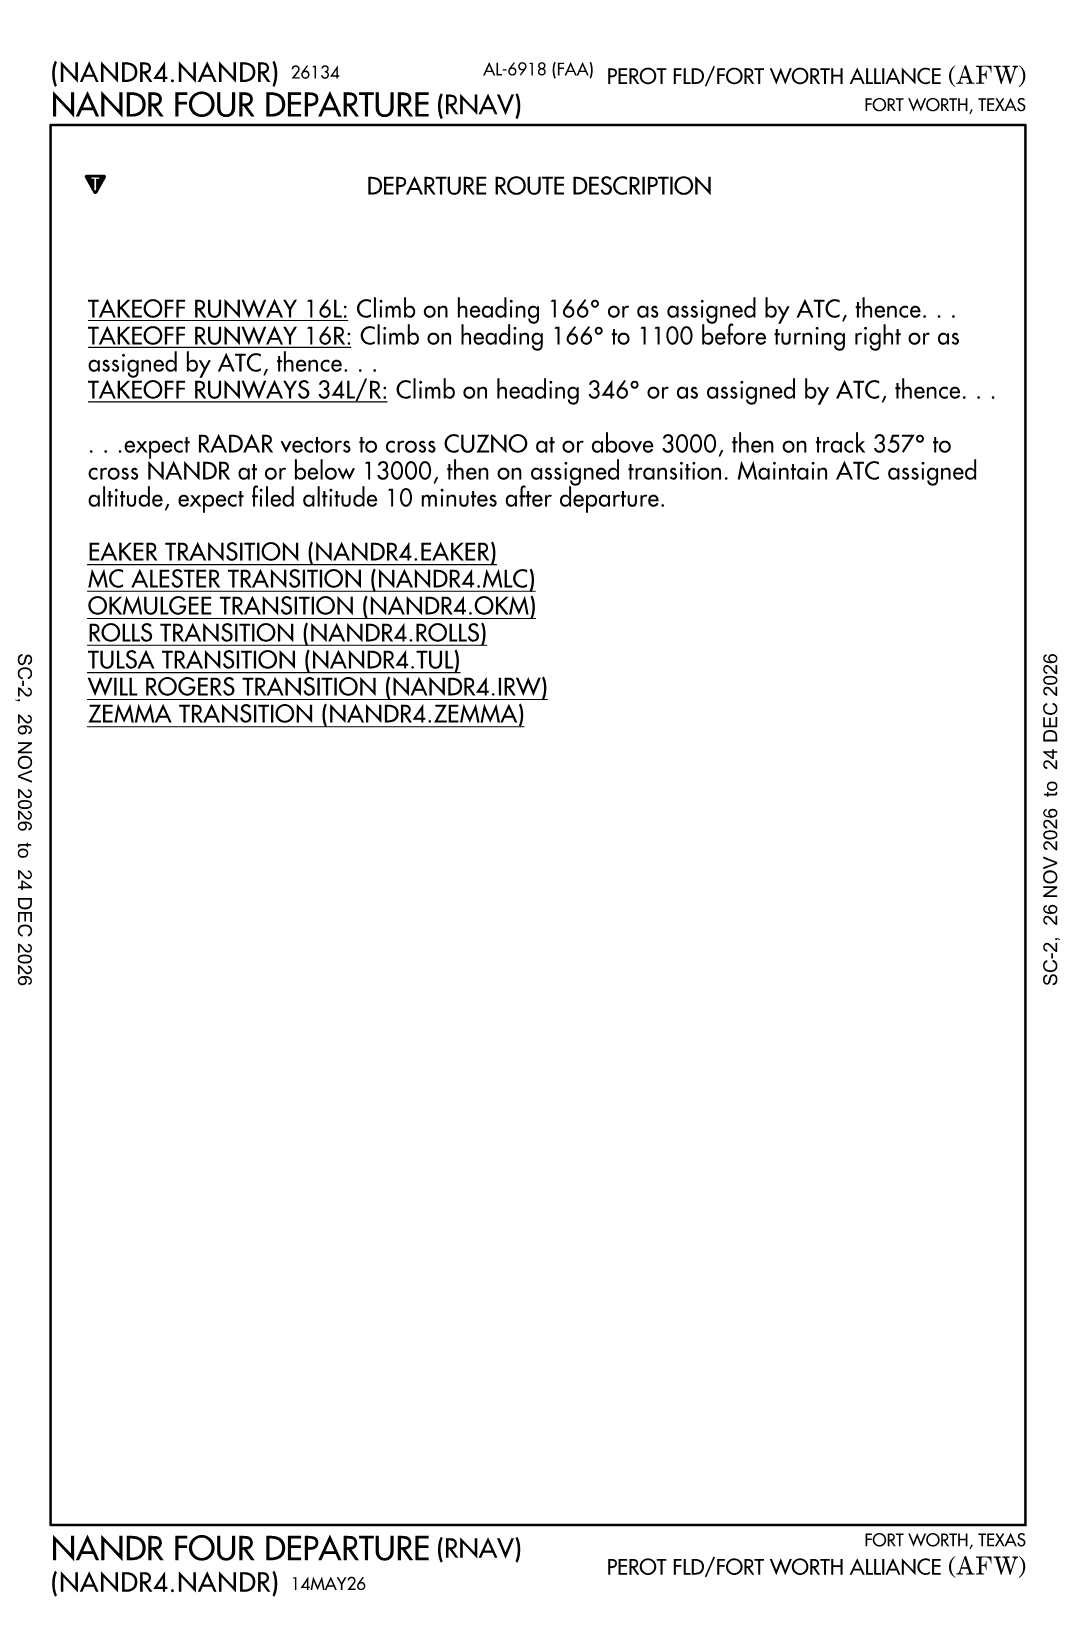 (NANDR4.NANDR) 26134 AL-6918 (FAA) PEROT FLD/FORT WORTH ALLIANCE (AFW)
NANDR FOUR DEPARTURE (RNAV) FORT WORTH, TEXAS
T DEPARTURE ROUTE DESCRIPTION
TAKEOFF RUNWAY 16L: Climb on heading 166° or as assigned by ATC, thence. . .
TAKEOFF RUNWAY 16R: Climb on heading 166° to 1100 before turning right or as
assigned by ATC, thence. . .
TAKEOFF RUNWAYS 34L/R: Climb on heading 346° or as assigned by ATC, thence. . .
. . .expect RADAR vectors to cross CUZNO at or above 3000, then on track 357° to
cross NANDR at or below 13000, then on assigned transition. Maintain ATC assigned
altitude, expect filed altitude 10 minutes after departure.
EAKER TRANSITION (NANDR4.EAKER)
MC ALESTER TRANSITION (NANDR4.MLC)
OKMULGEE TRANSITION (NANDR4.OKM)
ROLLS TRANSITION (NANDR4.ROLLS)
TULSA TRANSITION (NANDR4.TUL)
WILL ROGERS TRANSITION (NANDR4.IRW)
ZEMMA TRANSITION (NANDR4.ZEMMA)
SC-2, 26 NOV 2026 to 24 DEC 2026
SC-2, 26 NOV 2026 to 24 DEC 2026
NANDR FOUR DEPARTURE (RNAV) FORT WORTH, TEXAS
(NANDR4.NANDR) 14MAY26 PEROT FLD/FORT WORTH ALLIANCE (AFW)